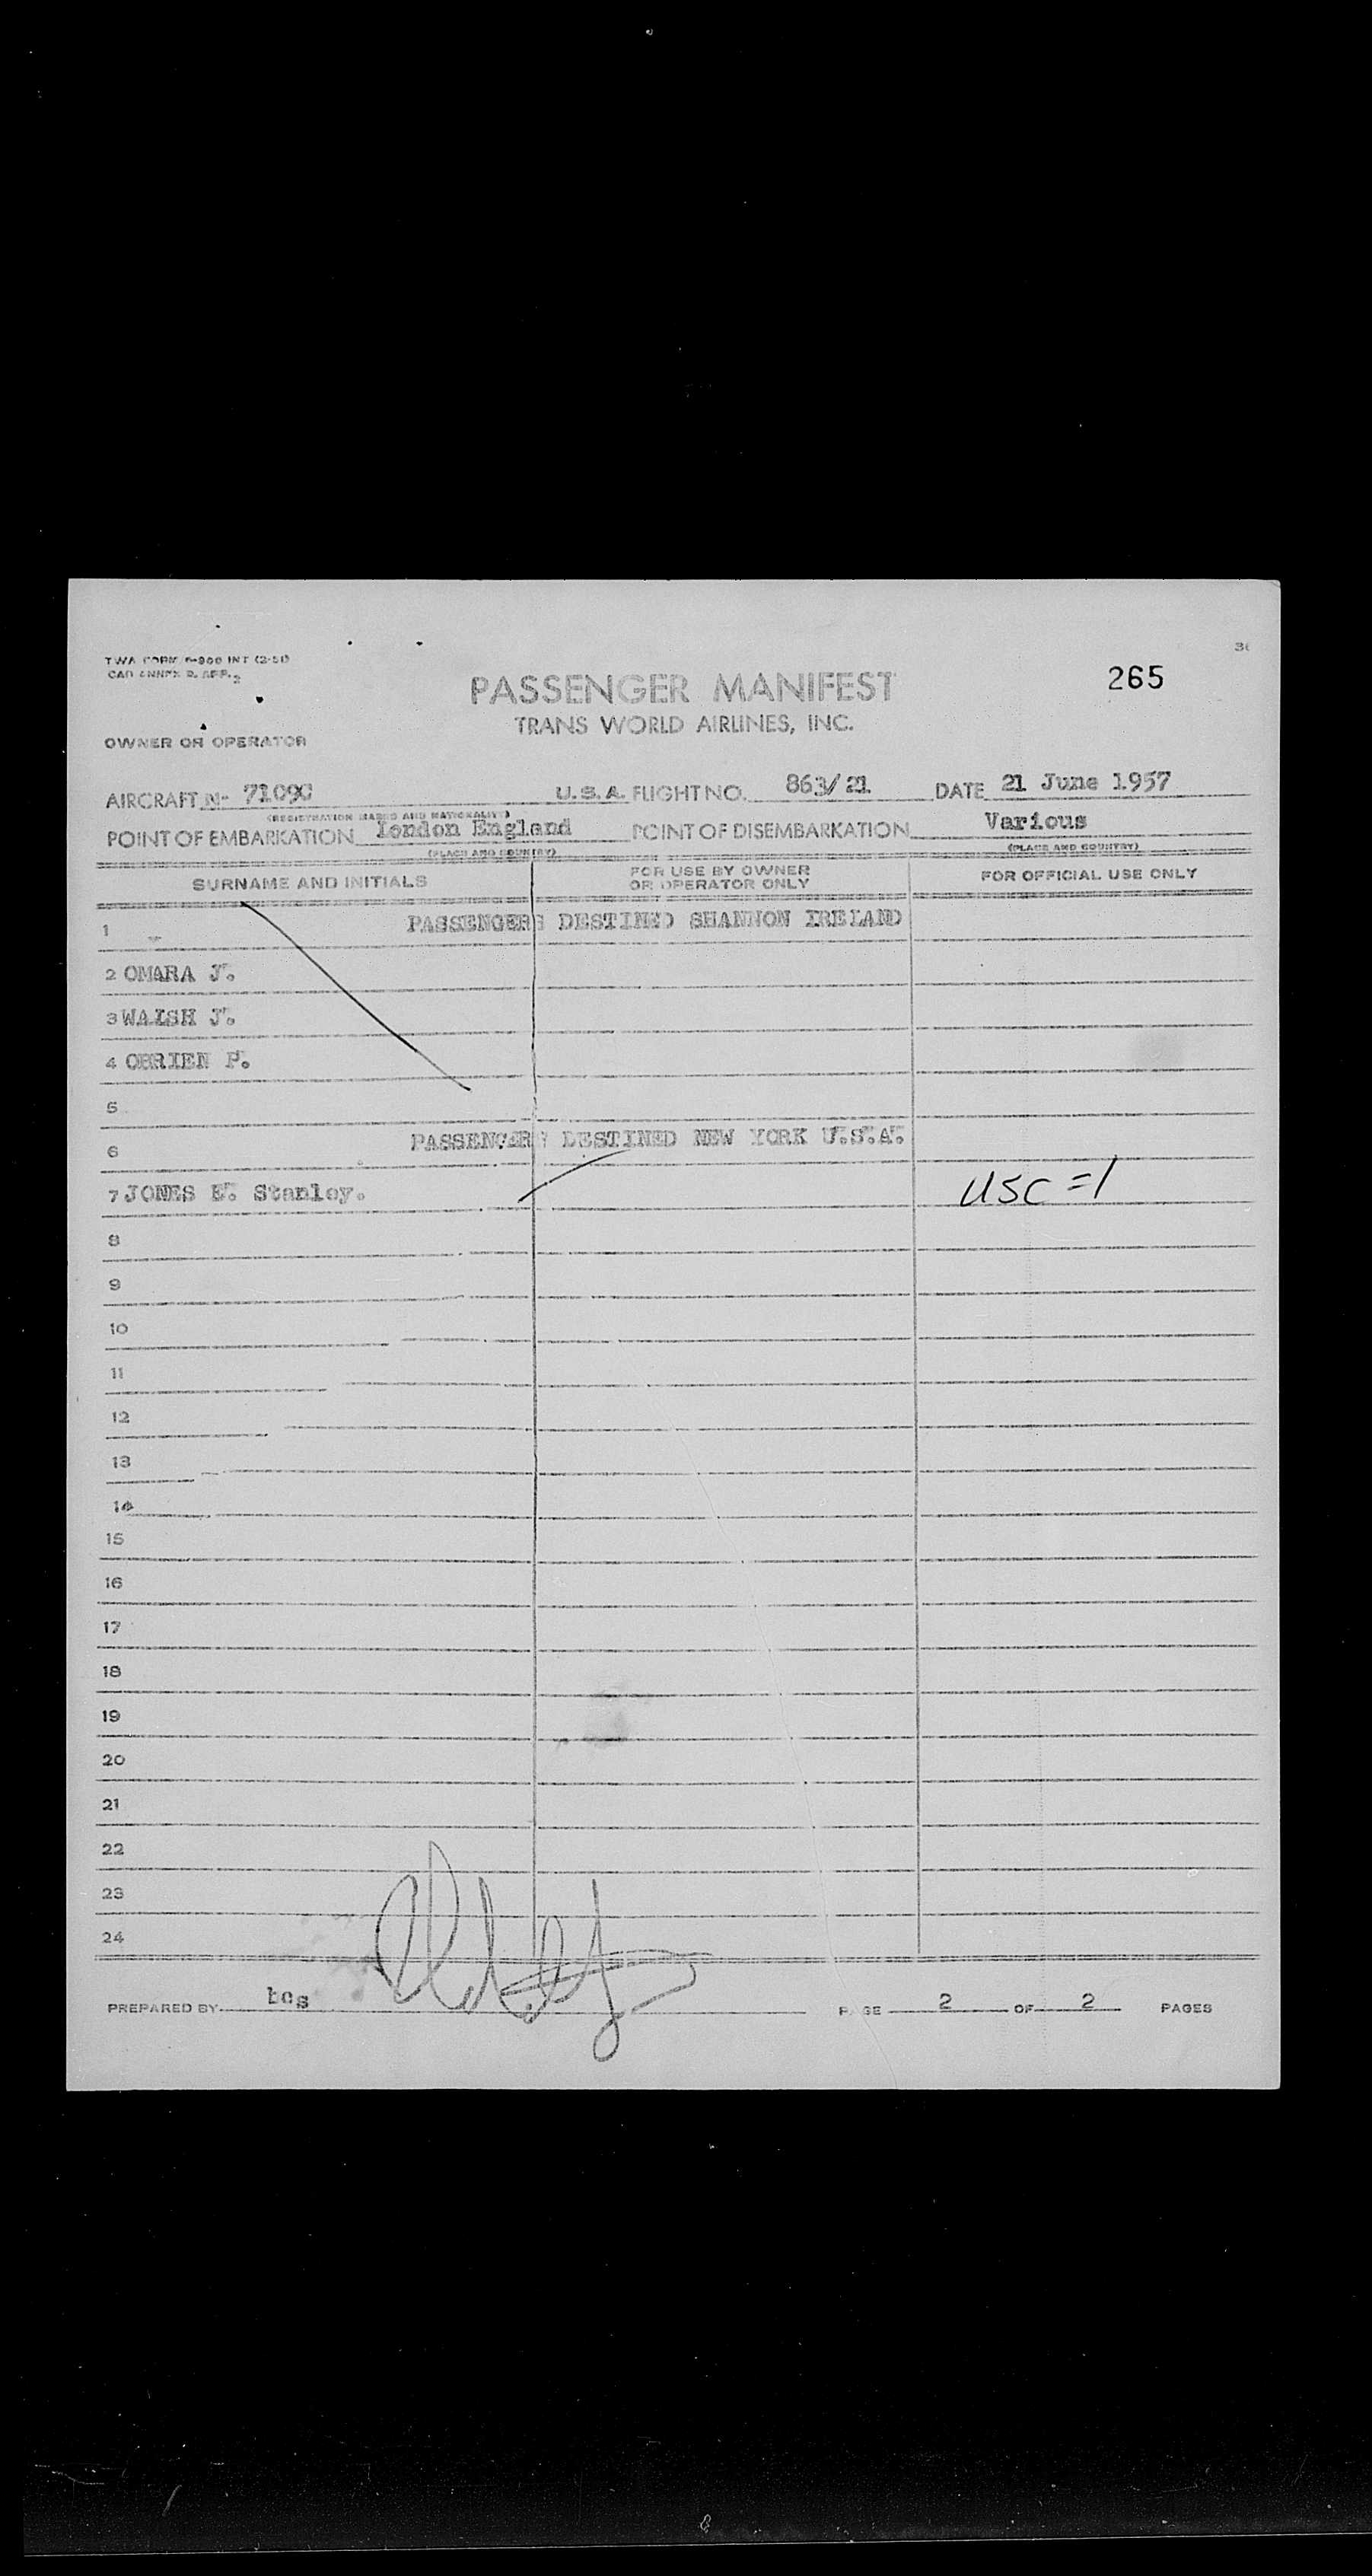 TWA FORM F-900 INT (2-51)
CAO ANNEX 9, APP. 2
265
PASSENGER MANIFEST
TRANS WORLD AIRLINES, INC.
OWNER OR OPERATOR
AIRCRAFT N- 7109C U.S.A. FLIGHT NO. 863/21 DATE 21 June 1957
(REGISTRATION MARKS AND NATIONALITY)
POINT OF EMBARKATION London England POINT OF DISEMBARKATION Various
(PLACE AND COUNTRY) (PLACE AND COUNTRY)
SURNAME AND INITIALS FOR USE BY OWNER OR OPERATOR ONLY FOR OFFICIAL USE ONLY
1 PASSENGERS DESTINED SHANNON IRELAND
2 OMARA J.
3 WALSH J.
4 OBRIEN P.
5
6 PASSENGERS DESTINED NEW YORK U.S.A.
7 JONES E. Stanley. USC =1
8
9
10
11
12
13
14
15
16
17
18
19
20
21
22
23
24
PREPARED BY PAGE 2 OF 2 PAGES